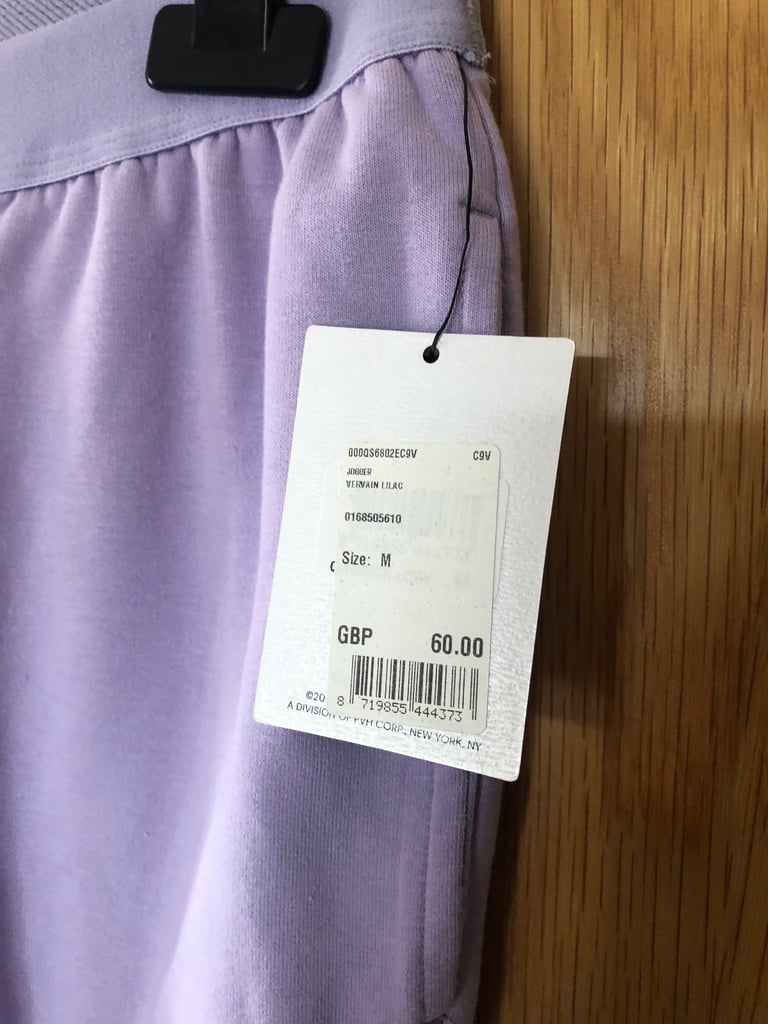 000QS6802EC9V C9V
JOGGER
VERVAIN LILAC
0168505610
Size: M
GBP 60.00
8 719855 444373
©20
A DIVISION OF PVH CORP., NEW YORK, NY